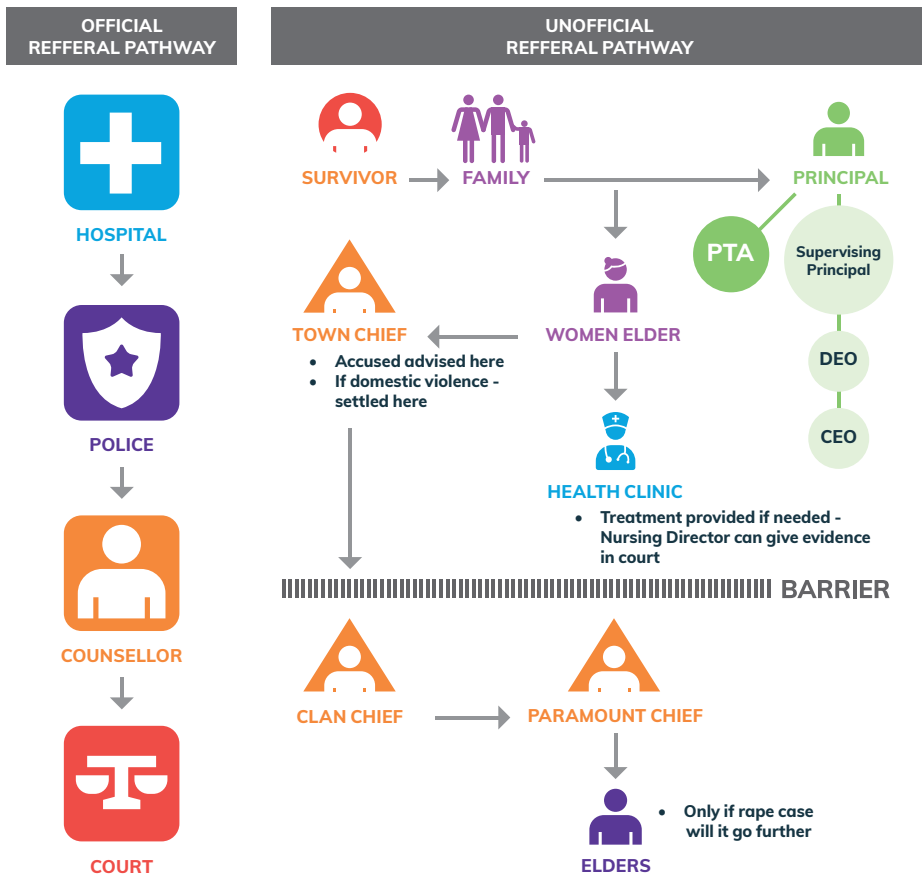 OFFICIAL
REFFERAL PATHWAY
HOSPITAL
POLICE
COUNSELLOR
COURT
UNOFFICIAL
REFFERAL PATHWAY
SURVIVOR
FAMILY
PRINCIPAL
PTA
Supervising
Principal
DEO
CEO
TOWN CHIEF
• Accused advised here
• If domestic violence -
settled here
WOMEN ELDER
HEALTH CLINIC
• Treatment provided if needed -
Nursing Director can give evidence
in court
BARRIER
CLAN CHIEF
PARAMOUNT CHIEF
ELDERS
• Only if rape case
will it go further